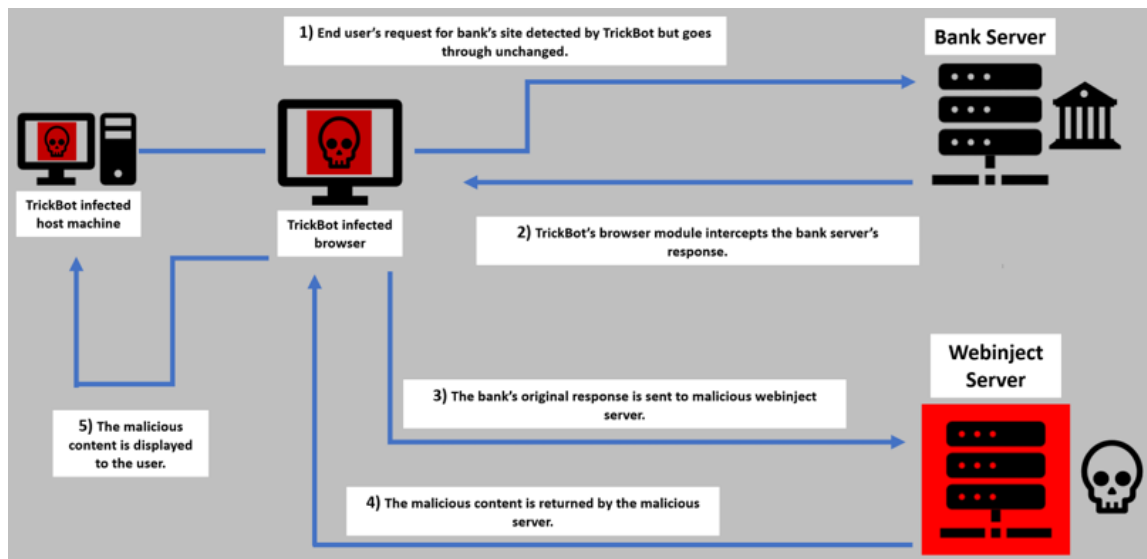 1) End user's request for bank's site detected by TrickBot but goes
through unchanged.
Bank Server
TrickBot infected
host machine
TrickBot infected
browser
2) TrickBot's browser module intercepts the bank server's
response.
Webinject
Server
3) The bank's original response is sent to malicious webinject
server.
5) The malicious
content is displayed
to the user.
4) The malicious content is returned by the malicious
server.